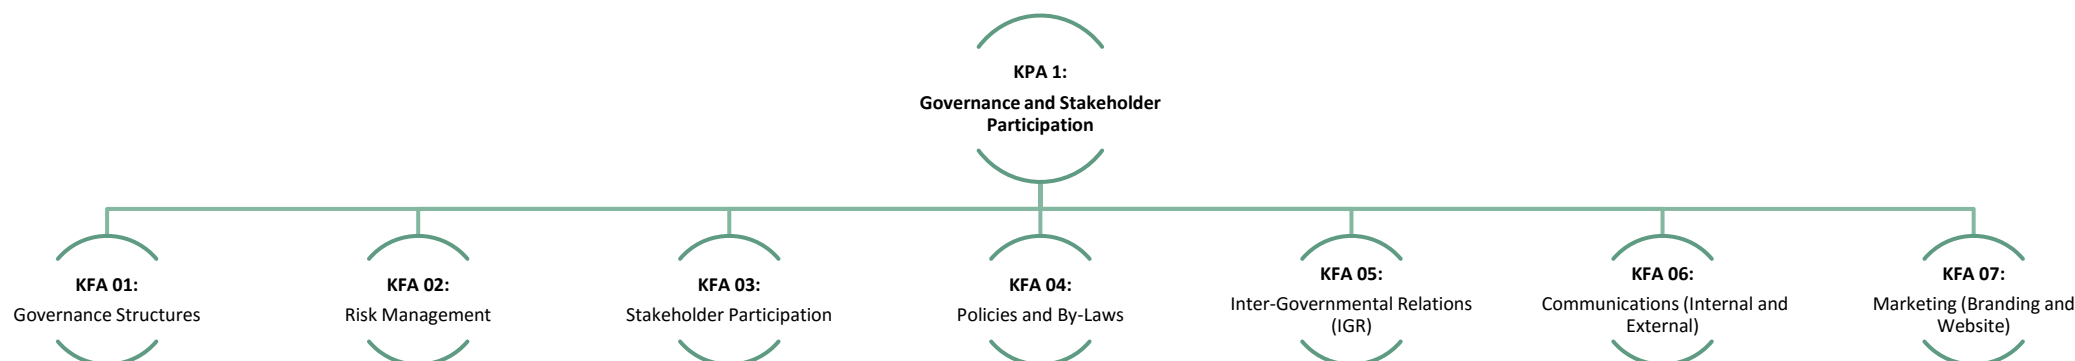 KPA 1:
Governance and Stakeholder
Participation
KFA 01:
Governance Structures
KFA 02:
Risk Management
KFA 03:
Stakeholder Participation
KFA 04:
Policies and By-Laws
KFA 05:
Inter-Governmental Relations
(IGR)
KFA 06:
Communications (Internal and
External)
KFA 07:
Marketing (Branding and
Website)